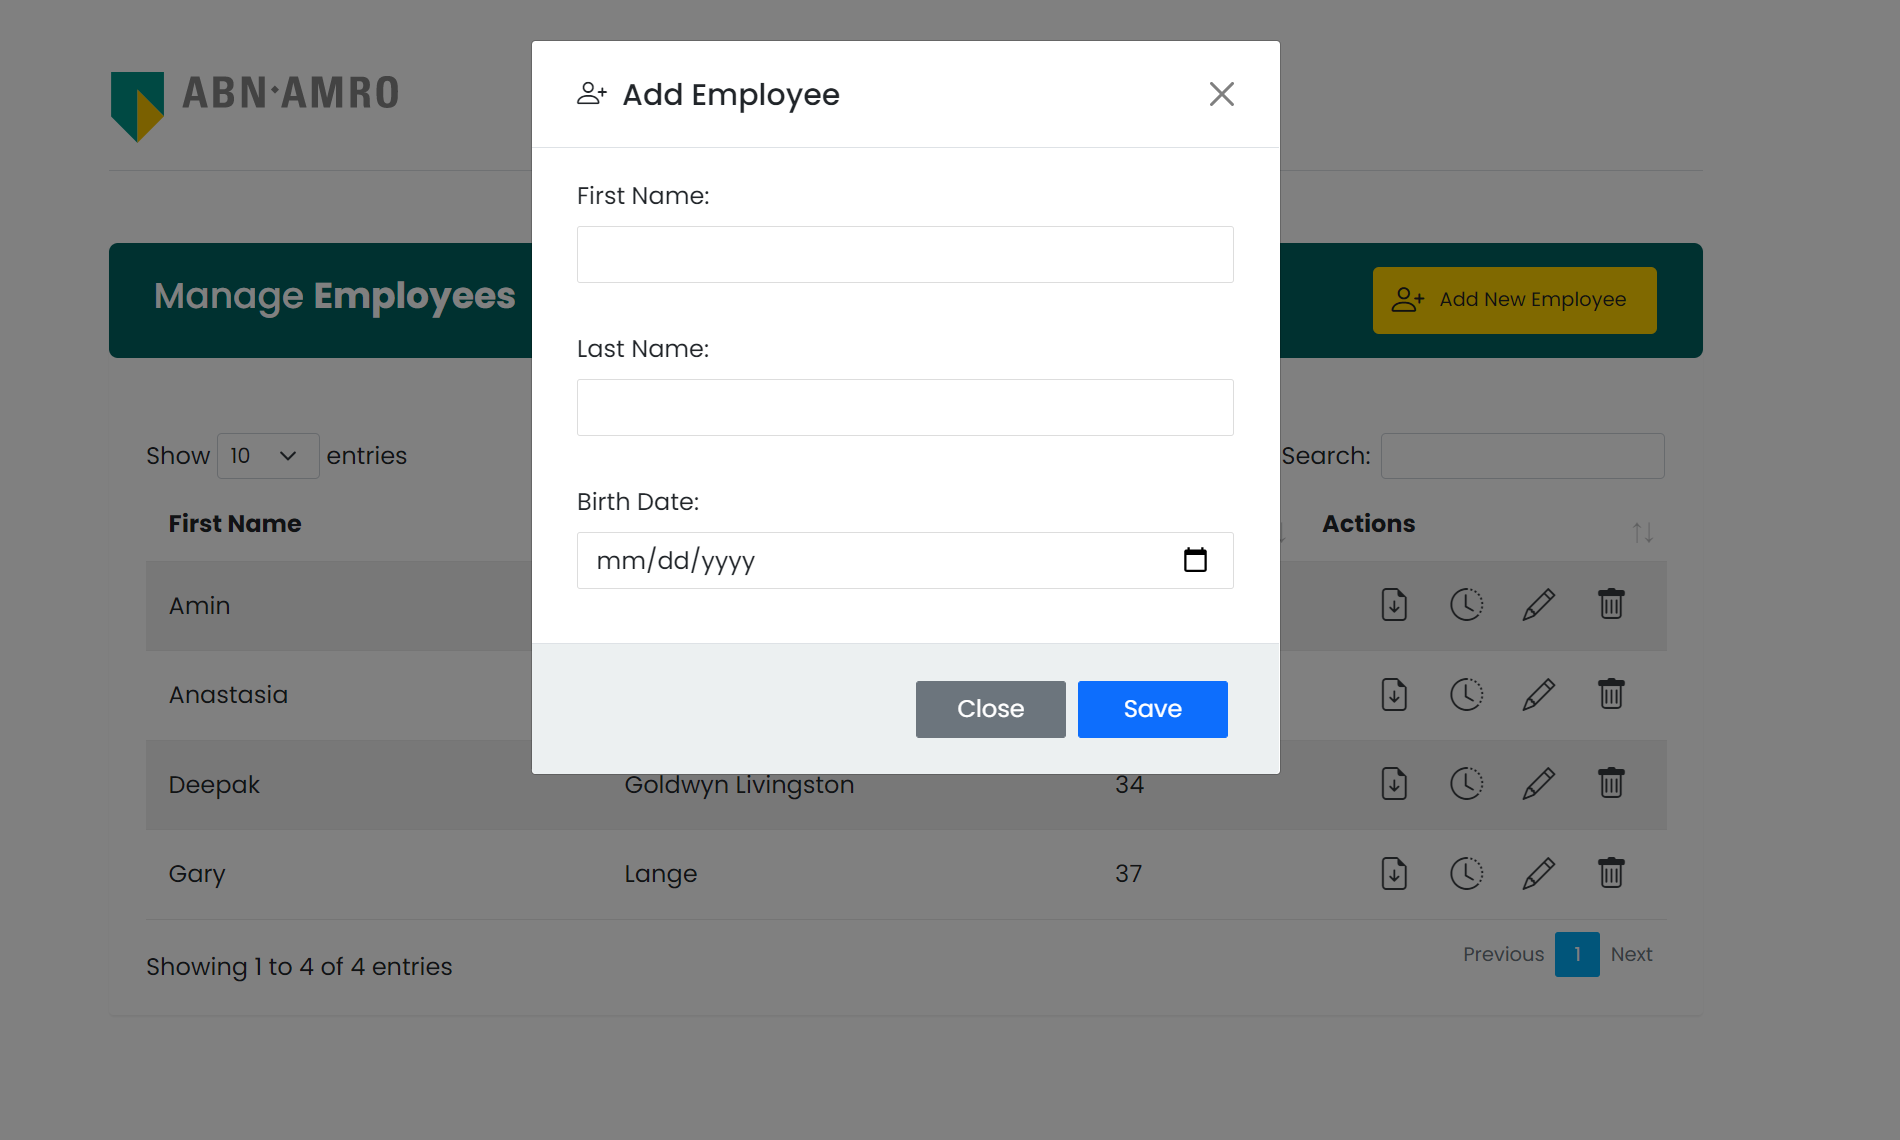 ABN·AMRO
Add Employee
First Name:
Last Name:
Birth Date:
mm/dd/yyyy
Close Save
Manage Employees
Add New Employee
Show 10 entries
Search:
First Name Actions
Amin
Anastasia
Deepak Goldwyn Livingston 34
Gary Lange 37
Showing 1 to 4 of 4 entries
Previous 1 Next